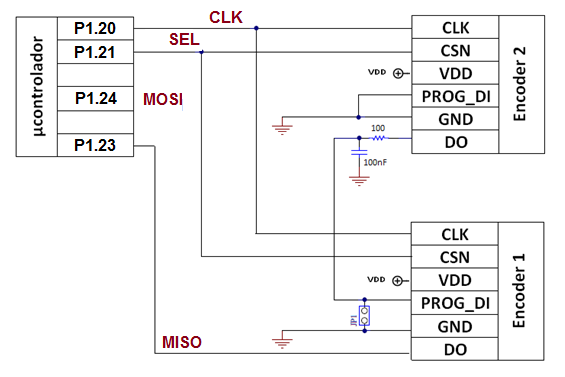 µcontrolador
P1.20
P1.21
P1.24
P1.23
CLK
SEL
MOSI
MISO
CLK
CSN
VDD
VDD
PROG_DI
GND
DO
Encoder 2
100
100nF
CLK
CSN
VDD
VDD
PROG_DI
GND
DO
Encoder 1
JP1